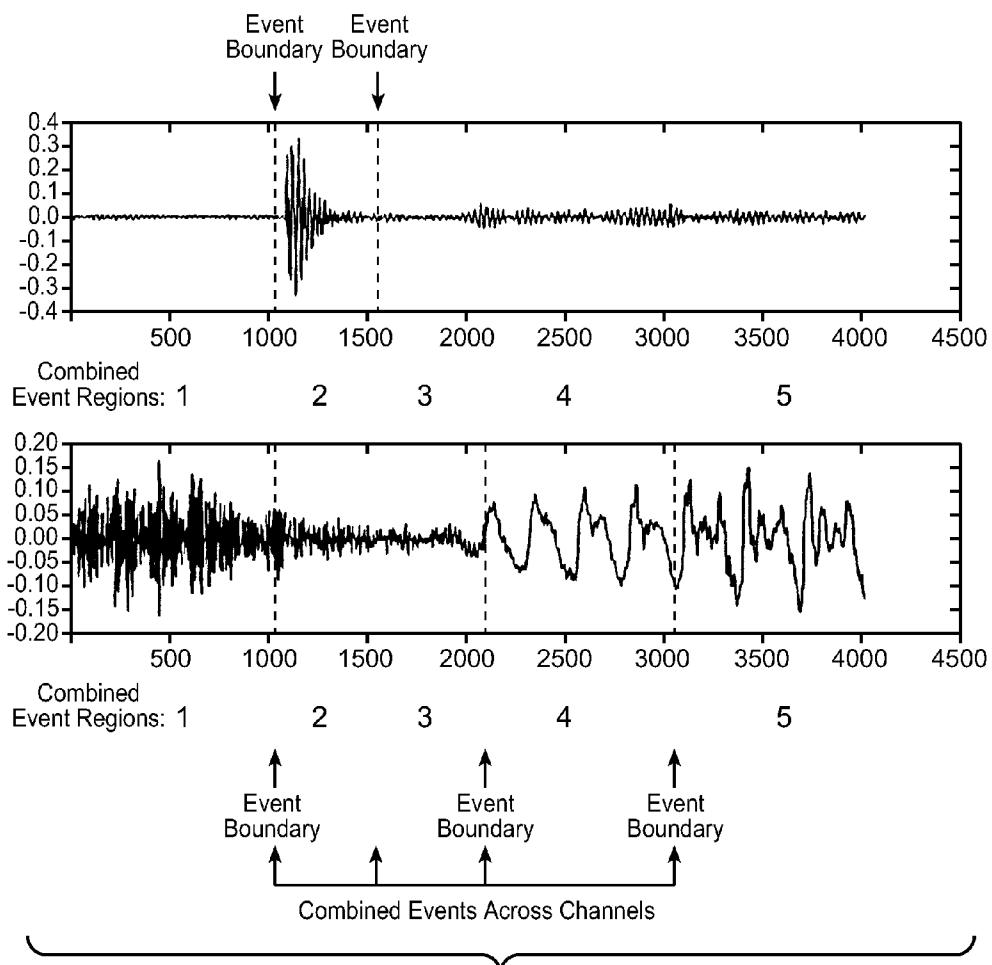 Event Event
Boundary Boundary
0.4
0.3
0.2
0.1
0.0
-0.1
-0.2
-0.3
-0.4
500 1000 1500 2000 2500 3000 3500 4000 4500
Combined
Event Regions: 1 2 3 4 5
0.20
0.15
0.10
0.05
0.00
-0.05
-0.10
-0.15
-0.20
500 1000 1500 2000 2500 3000 3500 4000 4500
Combined
Event Regions: 1 2 3 4 5
Event Event Event
Boundary Boundary Boundary
Combined Events Across Channels